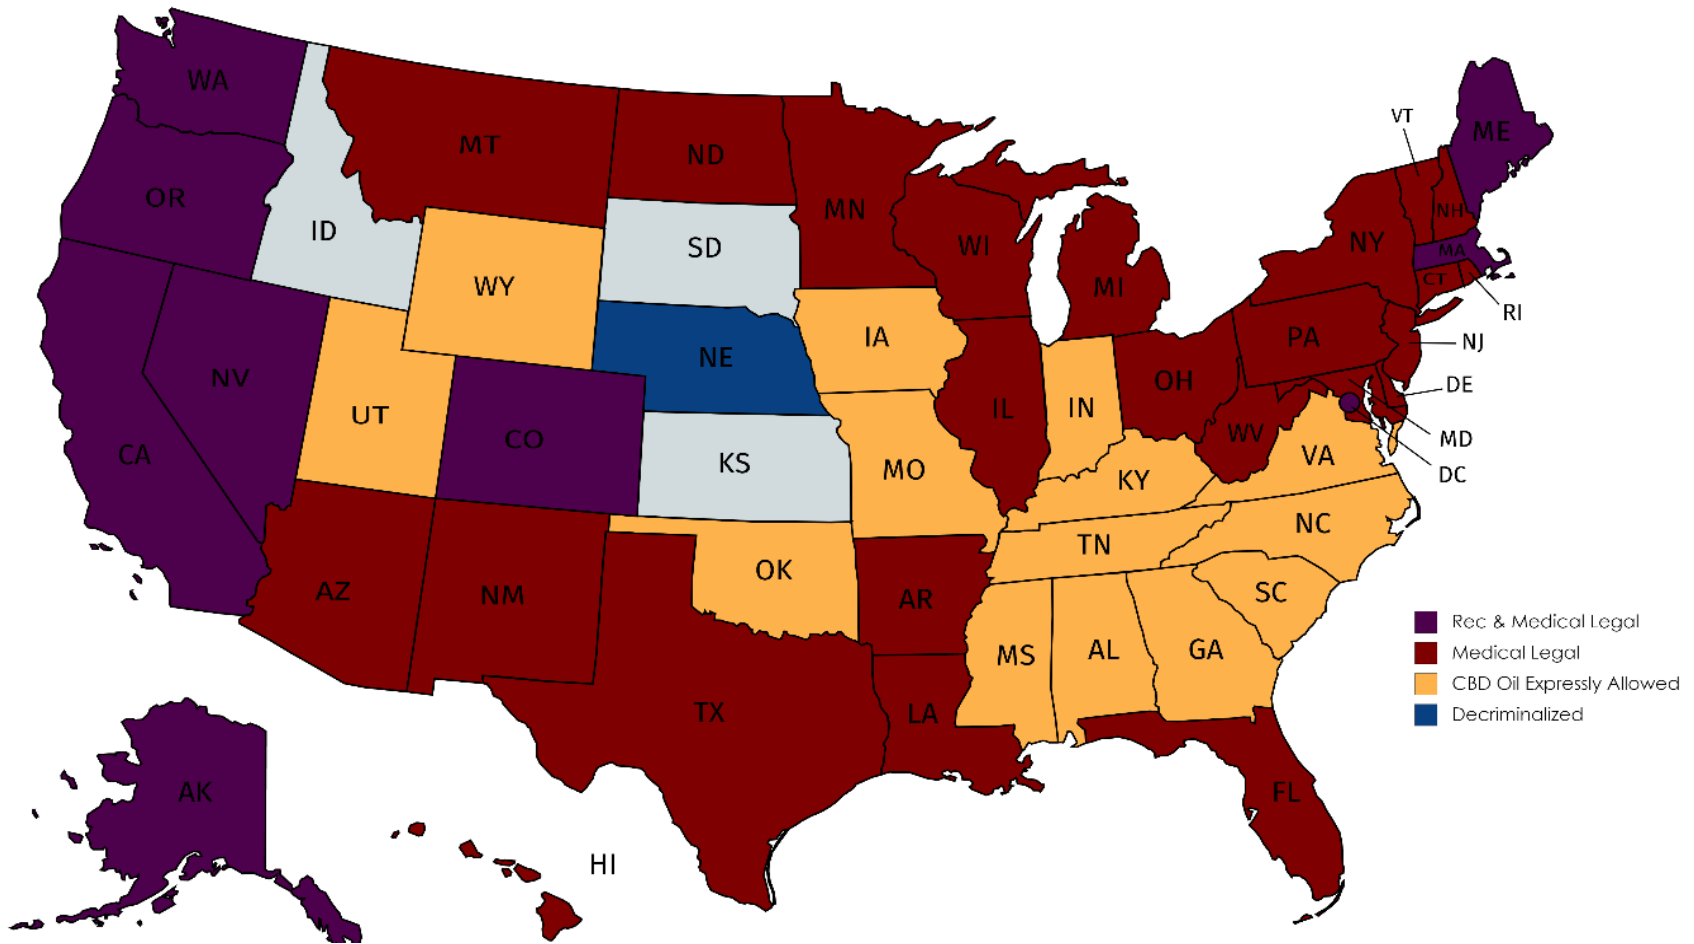 WA
MT
ND
MN
OR
ID
SD
WI
MI
VT
ME
NH
NY
MA
CT
RI
WY
NE
IA
PA
NJ
NV
UT
CO
KS
MO
IL
IN
OH
DE
MD
DC
CA
WV
VA
KY
AZ
NM
OK
AR
TN
NC
SC
MS
AL
GA
TX
LA
FL
AK
HI
Rec & Medical Legal
Medical Legal
CBD Oil Expressly Allowed
Decriminalized